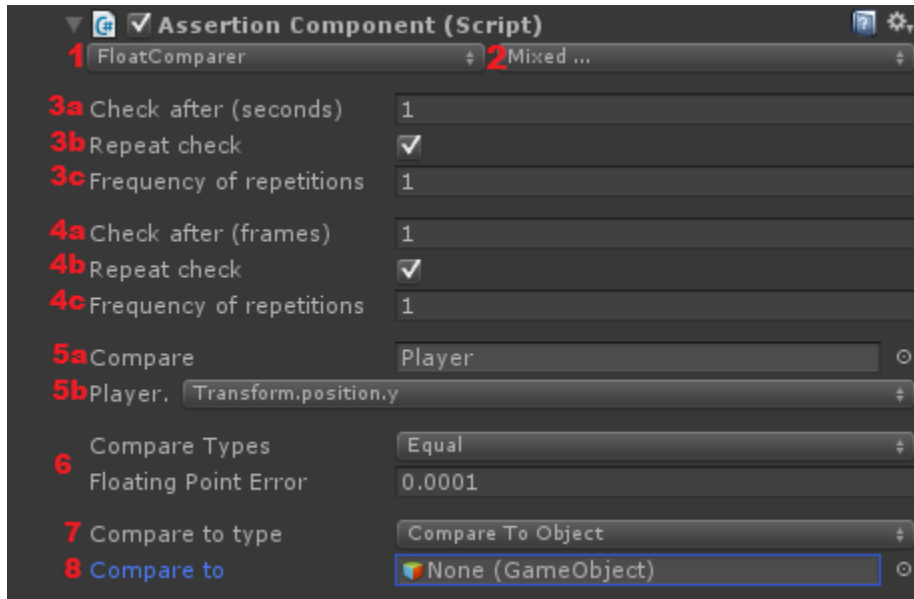 Assertion Component (Script)
1 FloatComparer 2 Mixed ...
3a Check after (seconds) 1
3b Repeat check
3c Frequency of repetitions 1
4a Check after (frames) 1
4b Repeat check
4c Frequency of repetitions 1
5a Compare Player
5b Player. Transform.position.y
Compare Types Equal
6
Floating Point Error 0.0001
7 Compare to type Compare To Object
8 Compare to None (GameObject)